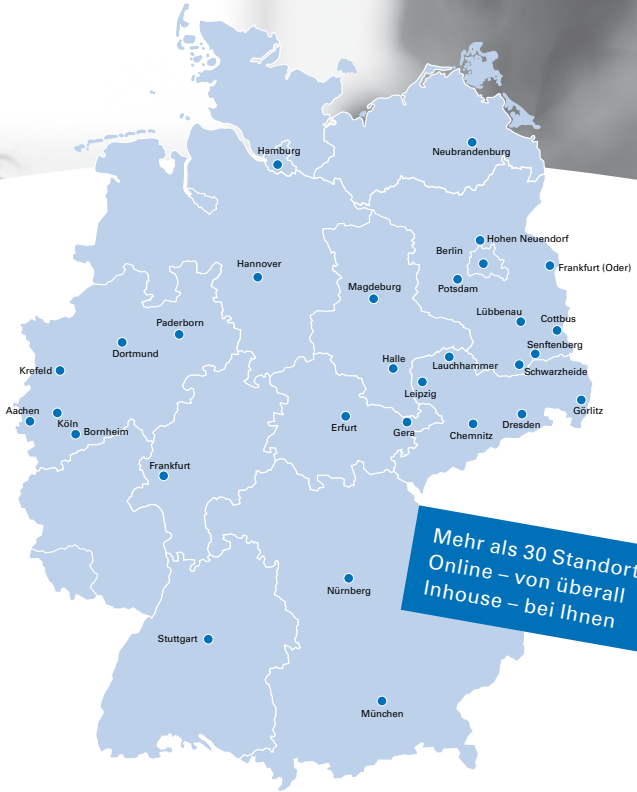 Hamburg
Neubrandenburg
Hohen Neuendorf
Berlin
Frankfurt (Oder)
Hannover
Potsdam
Magdeburg
Lübbenau
Cottbus
Paderborn
Senftenberg
Dortmund
Halle
Lauchhammer
Krefeld
Schwarzheide
Leipzig
Aachen
Görlitz
Köln
Erfurt
Dresden
Bornheim
Gera
Chemnitz
Frankfurt
Mehr als 30 Standort
Online – von überall
Inhouse – bei Ihnen
Nürnberg
Stuttgart
München